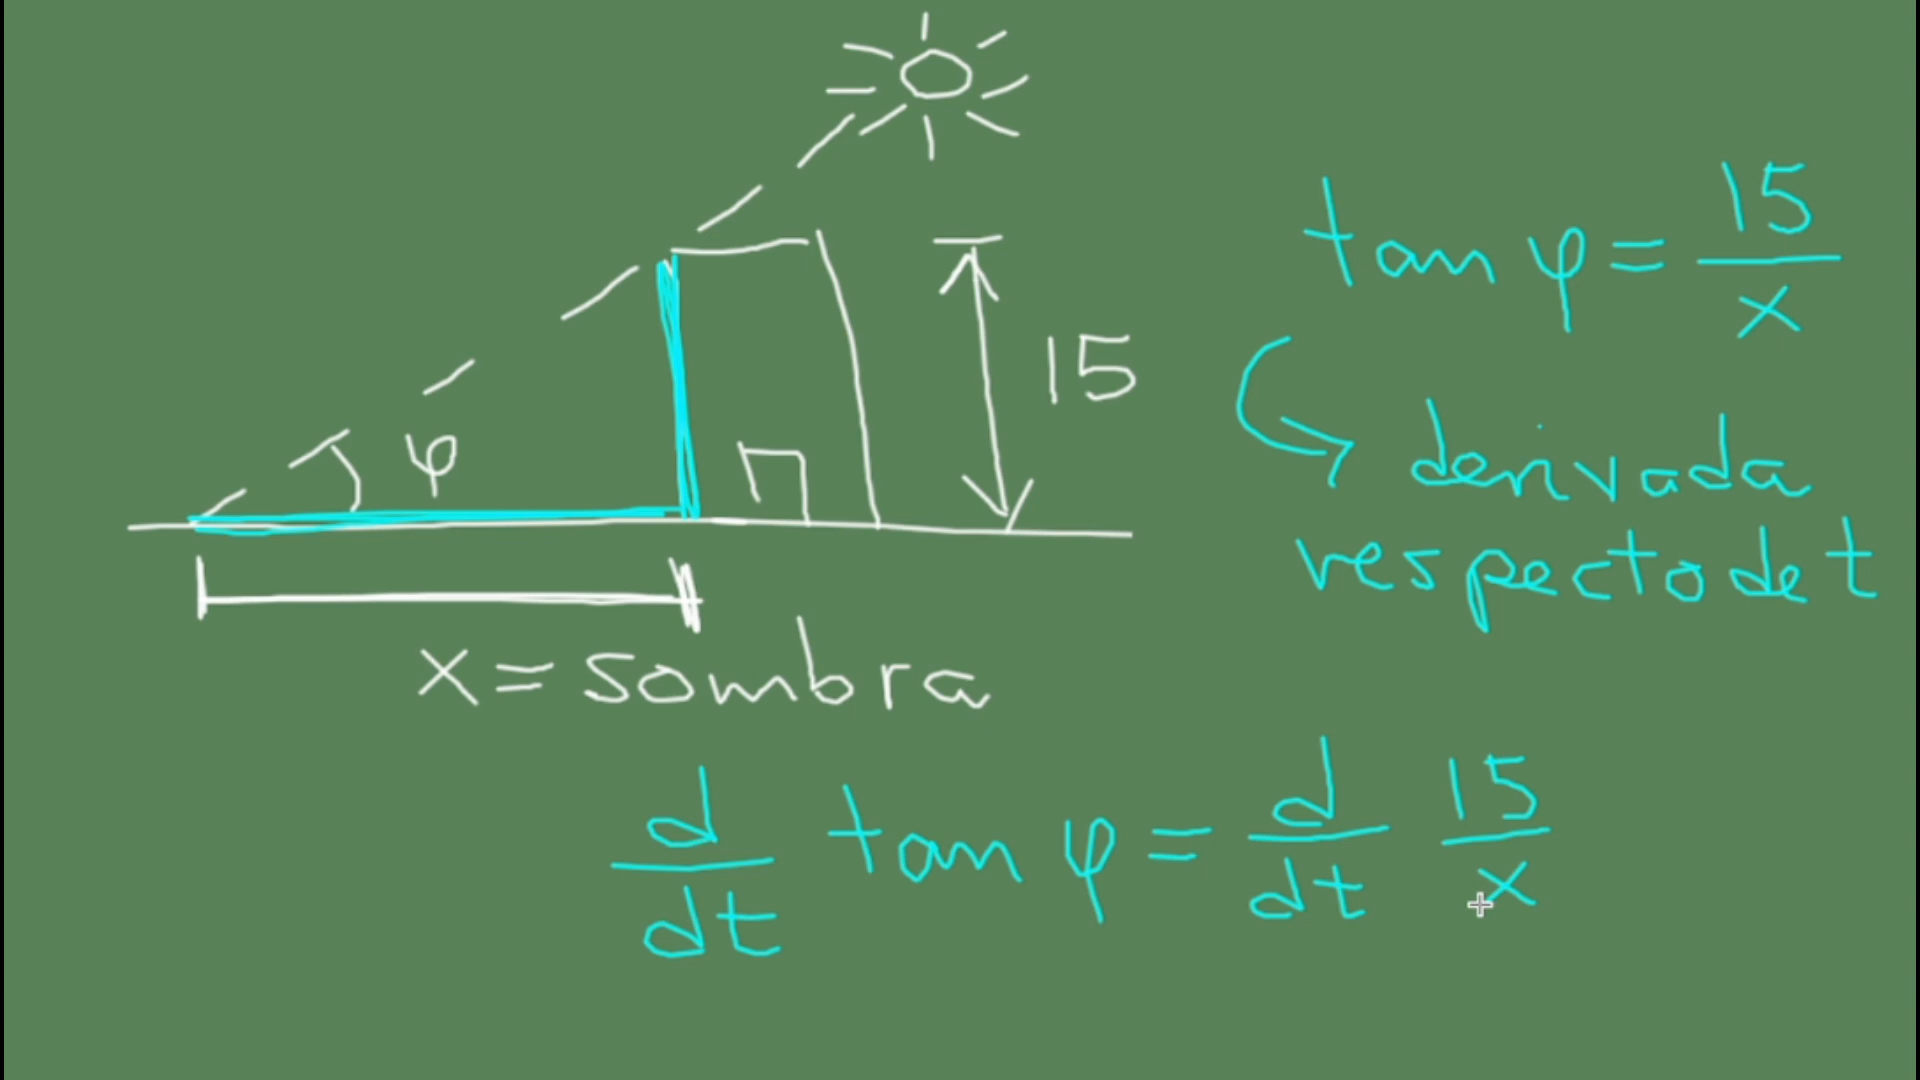 φ
15
x = sombra
tan φ = 15/x
derivada
respecto de t
d/dt tan φ = d/dt 15/x